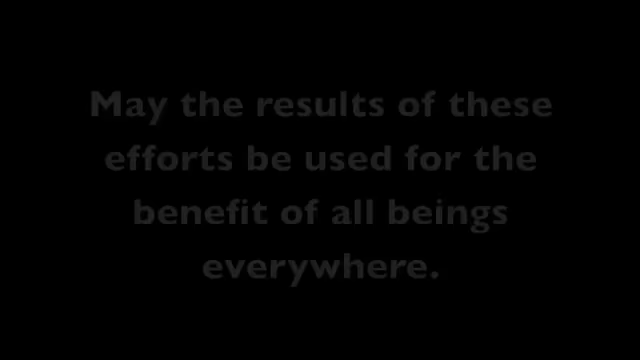 May the results of these
efforts be used for the
benefit of all beings
everywhere.